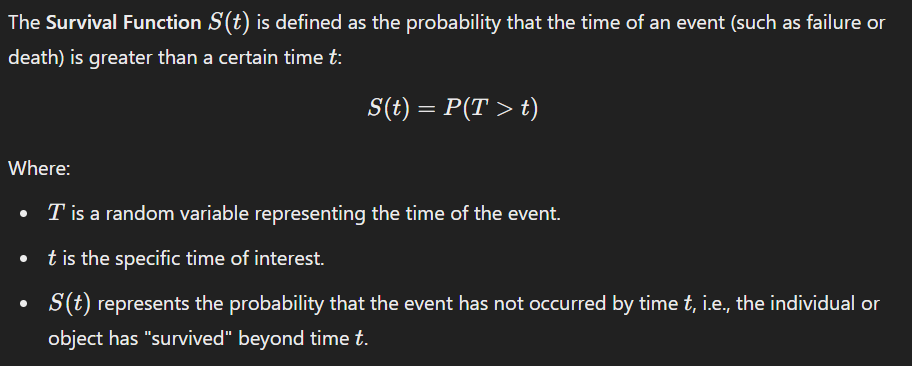 The Survival Function S(t) is defined as the probability that the time of an event (such as failure or
death) is greater than a certain time t:
S(t) = P(T > t)
Where:
• T is a random variable representing the time of the event.
• t is the specific time of interest.
• S(t) represents the probability that the event has not occurred by time t, i.e., the individual or
object has "survived" beyond time t.